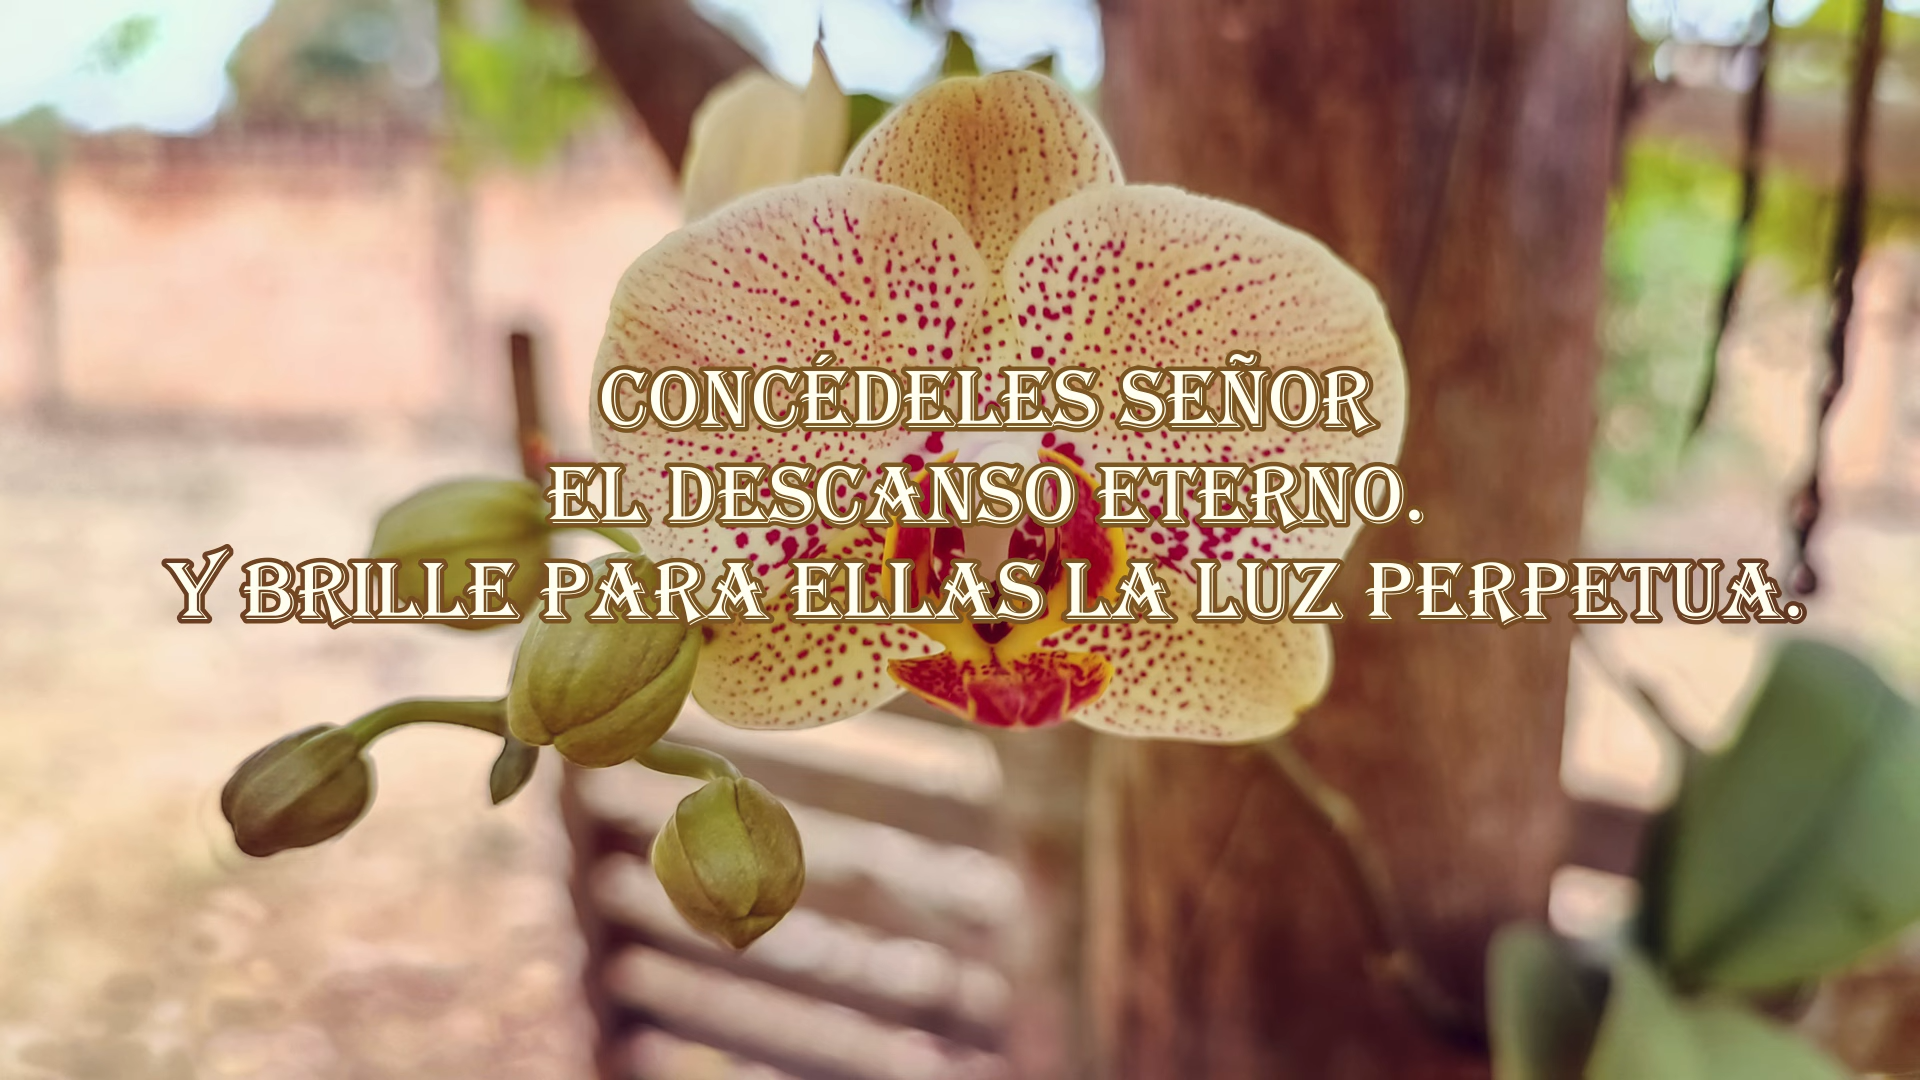 CONCÉDELES SEÑOR
EL DESCANSO ETERNO.
Y BRILLE PARA ELLAS LA LUZ PERPETUA.